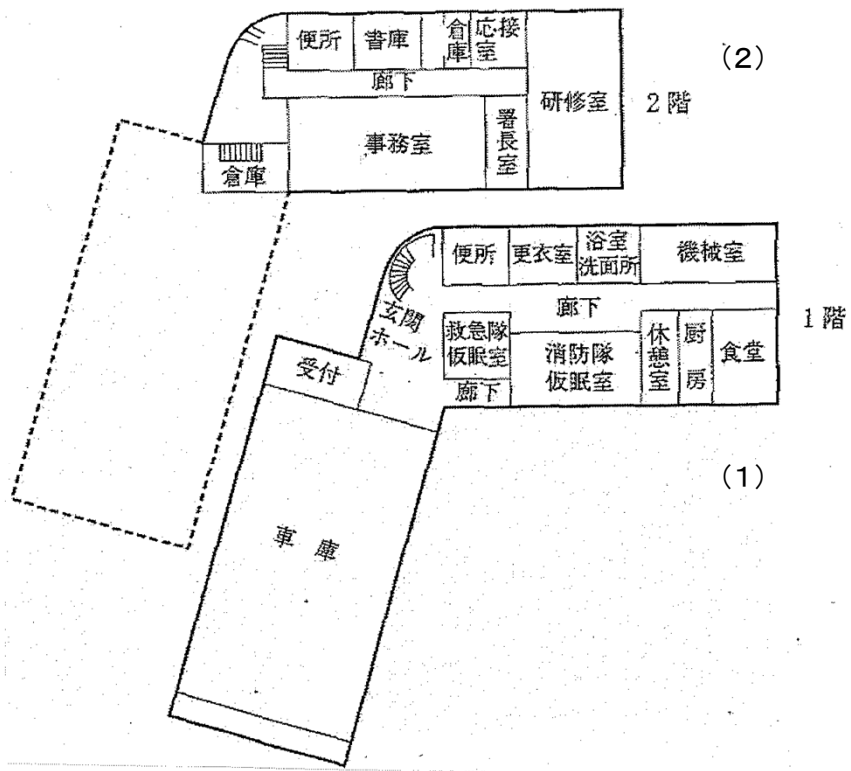 便所
書庫
倉庫
応接室
(2)
廊下
研修室
2階
事務室
署長室
倉庫
便所
更衣室
浴室
洗面所
機械室
廊下
1階
玄関
ホール
救急隊
仮眠室
消防隊
仮眠室
休憩室
厨房
食堂
受付
廊下
(1)
車庫